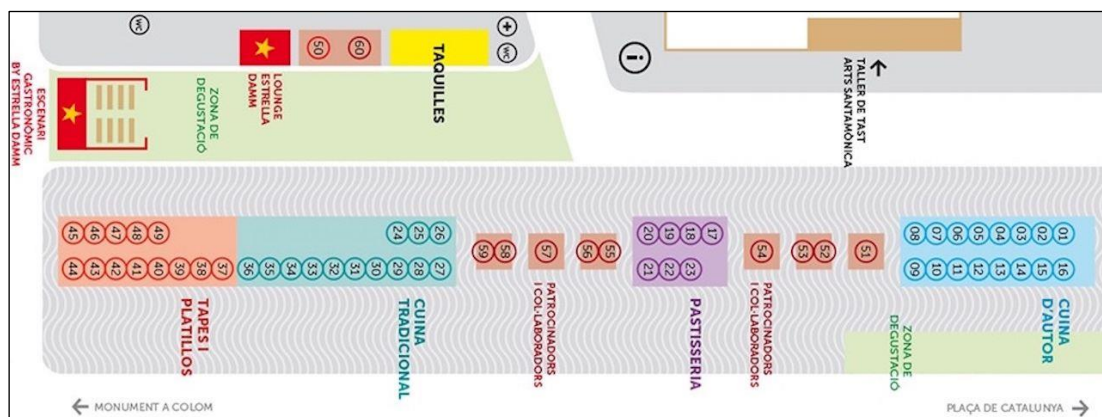 WC
50
60
TAQUILLES
+
WC
i
TALLER DE TAST
ARTS SANTAMÒNICA
ESCENARI
GASTRONÒMIC
BY ESTRELLA DAMM
ZONA DE
DEGUSTACIÓ
LOUNGE
ESTRELLA
DAMM
45 46 47 48 49
24 25 26
59 58
57
56 55
20 19 18 17
54
53 52
51
08 07 06 05 04 03 02 01
44 43 42 41 40 39 38 37
36 35 34 33 32 31 30 29 28 27
21 22 23
09 10 11 12 13 14 15 16
TAPES I
PLATILLOS
CUINA
TRADICIONAL
PATROCINADORS
I COL·LABORADORS
PASTISSERIA
PATROCINADORS
I COL·LABORADORS
ZONA DE
DEGUSTACIÓ
CUINA
D'AUTOR
← MONUMENT A COLOM
PLAÇA DE CATALUNYA →